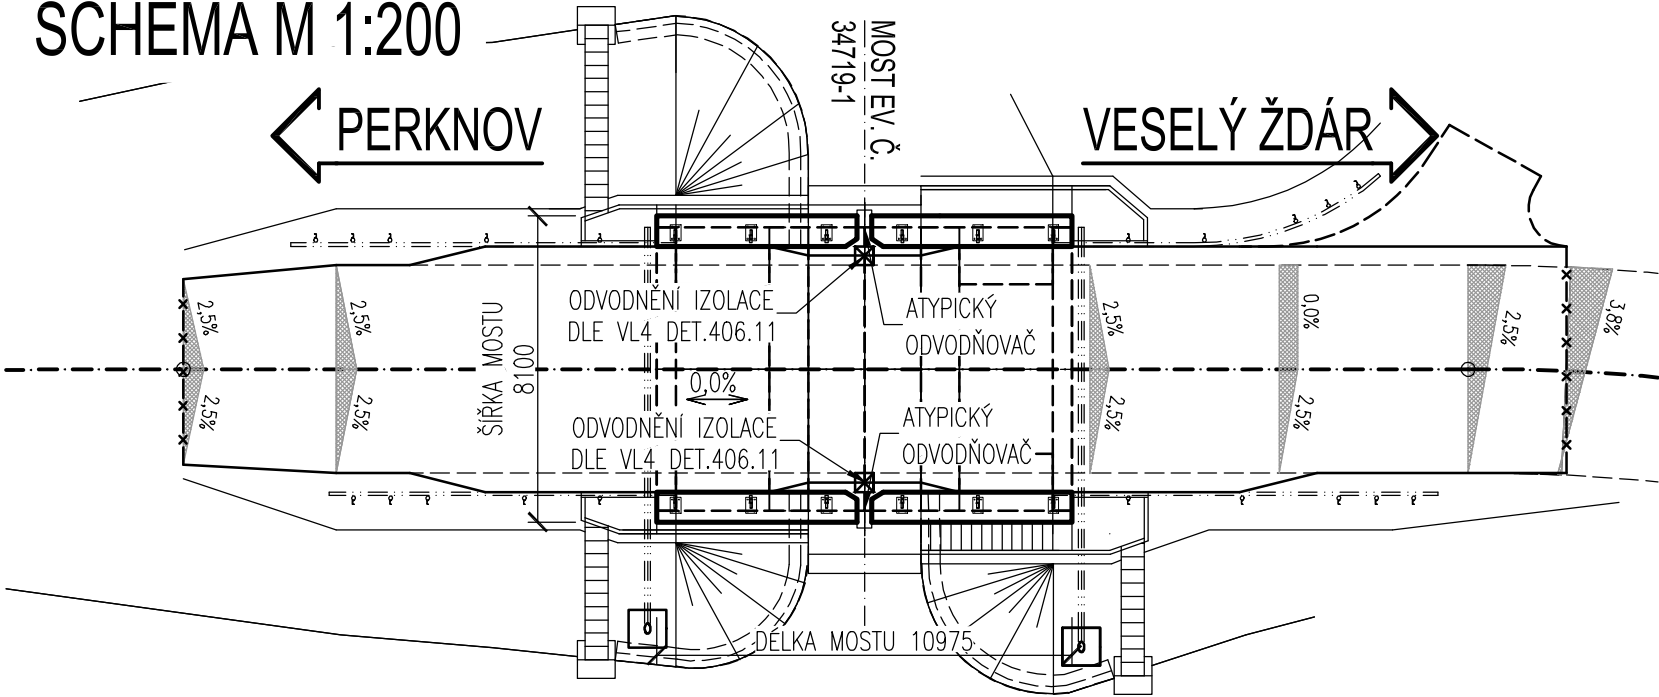 SCHEMA M 1:200
MOST EV. Č.
34719-1
PERKNOV
VESELÝ ŽDÁR
2,5%
2,5%
ŠÍŘKA MOSTU
8100
ODVODNĚNÍ IZOLACE
DLE VL4 DET.406.11
ATYPICKÝ
ODVODŇOVAČ
2,5%
0,0%
2,5%
3,8%
0,0%
2,5%
2,5%
ODVODNĚNÍ IZOLACE
DLE VL4 DET.406.11
ATYPICKÝ
ODVODŇOVAČ
2,5%
2,5%
DÉLKA MOSTU 10975